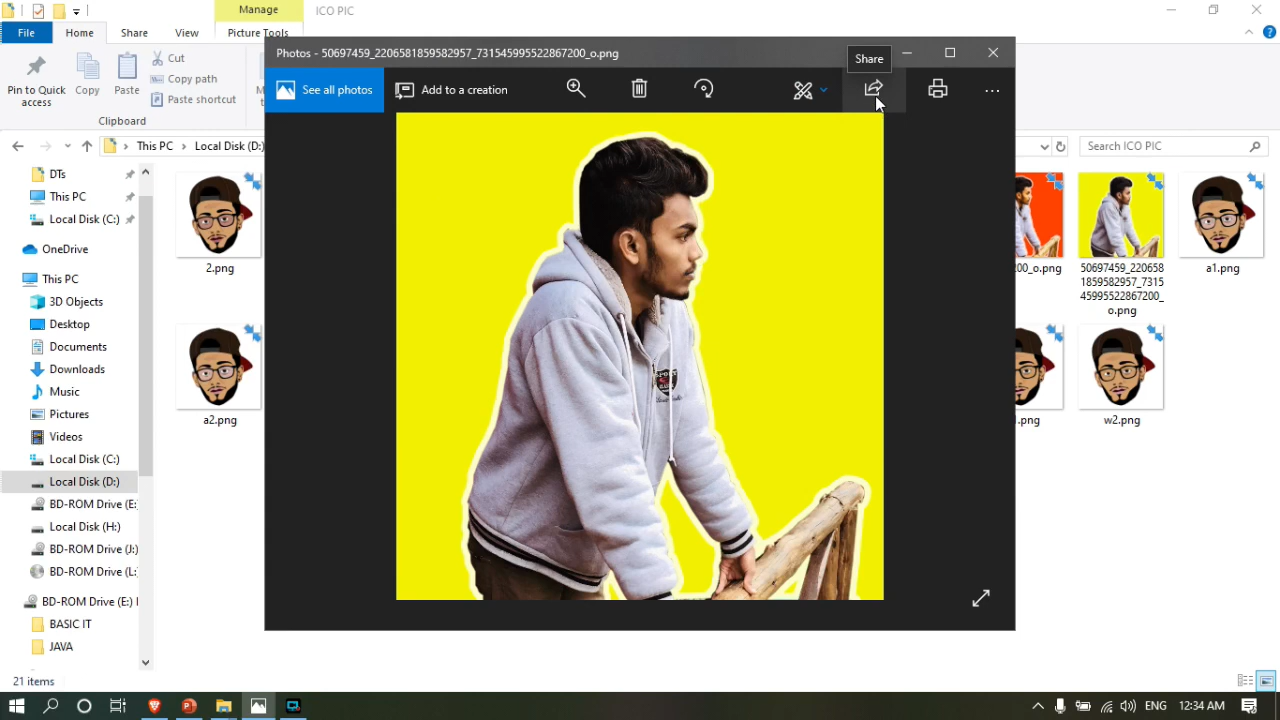 Manage
ICO PIC
File
Home
Share
View
Picture Tools
Pin to Quick
access
Copy
Paste
Cut
Copy path
Paste shortcut
Clipboard
This PC
Local Disk (D:)
Search ICO PIC
Photos - 50697459_2206581859582957_731545995522867200_o.png
Share
See all photos
Add to a creation
DTs
This PC
Local Disk (C:)
OneDrive
This PC
3D Objects
Desktop
Documents
Downloads
Music
Pictures
Videos
Local Disk (C:)
Local Disk (D:)
BD-ROM Drive (E:
Local Disk (H:)
BD-ROM Drive (J:)
BD-ROM Drive (L:
BD-ROM Drive (E:)
BASIC IT
JAVA
2.png
a2.png
SPORT
00_o.png
50697459_220658
1859582957_7315
45995522867200_
o.png
a1.png
.png
w2.png
21 items
ENG
12:34 AM